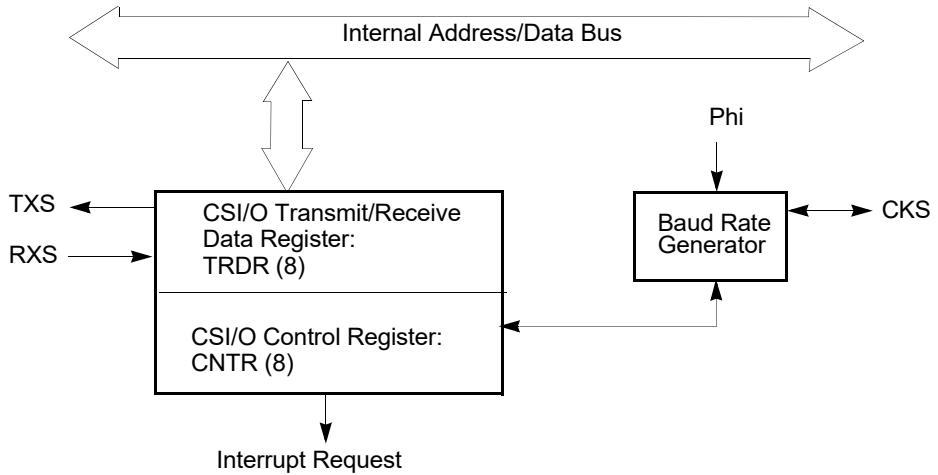 Internal Address/Data Bus
Phi
TXS
RXS
CSI/O Transmit/Receive
Data Register:
TRDR (8)
CSI/O Control Register:
CNTR (8)
Baud Rate
Generator
CKS
Interrupt Request